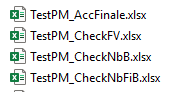 TestPM_AccFinale.xlsx
TestPM_CheckFV.xlsx
TestPM_CheckNbB.xlsx
TestPM_CheckNbFiB.xlsx